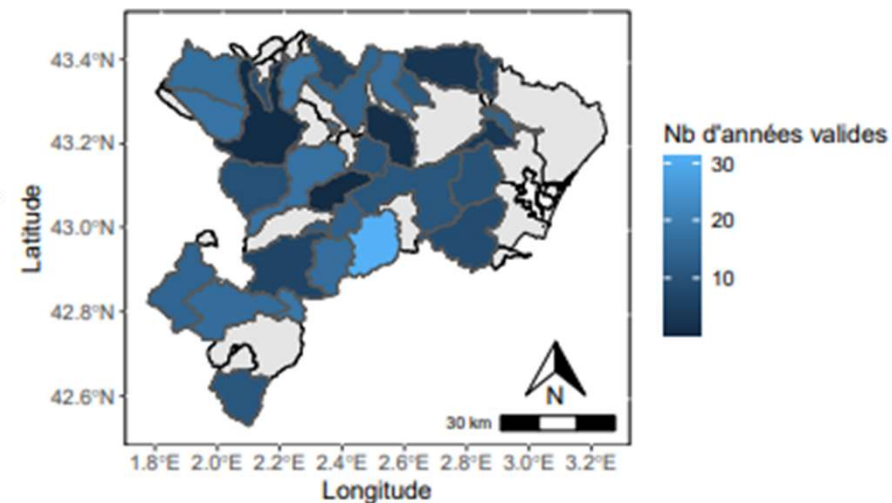 43.4°N
43.2°N
43.0°N
42.8°N
42.6°N
Latitude
1.8°E 2.0°E 2.2°E 2.4°E 2.6°E 2.8°E 3.0°E 3.2°E
Longitude
N
30 km
Nb d'années valides
30
20
10